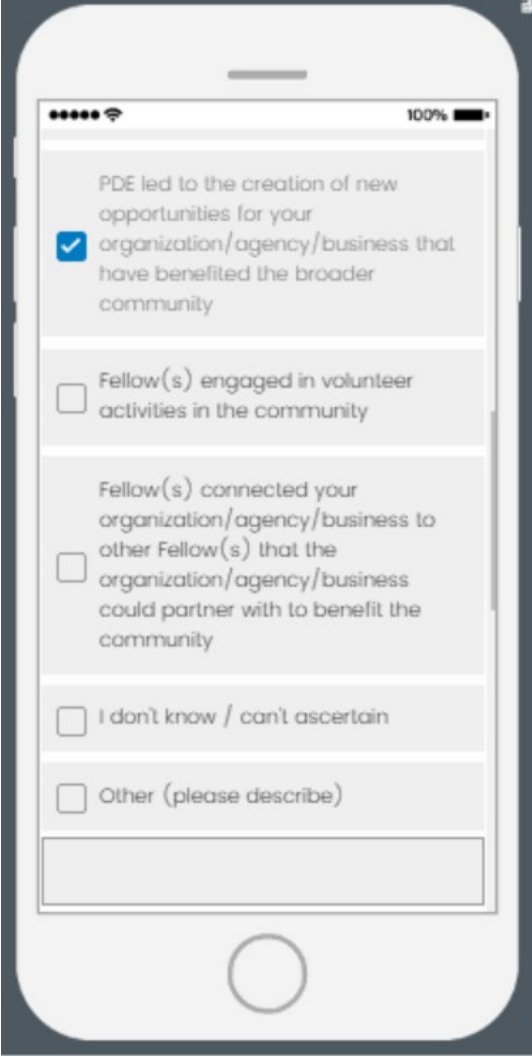 100%
PDE led to the creation of new
opportunities for your
organization/agency/business that
have benefited the broader
community
Fellow(s) engaged in volunteer
activities in the community
Fellow(s) connected your
organization/agency/business to
other Fellow(s) that the
organization/agency/business
could partner with to benefit the
community
I don't know / can't ascertain
Other (please describe)